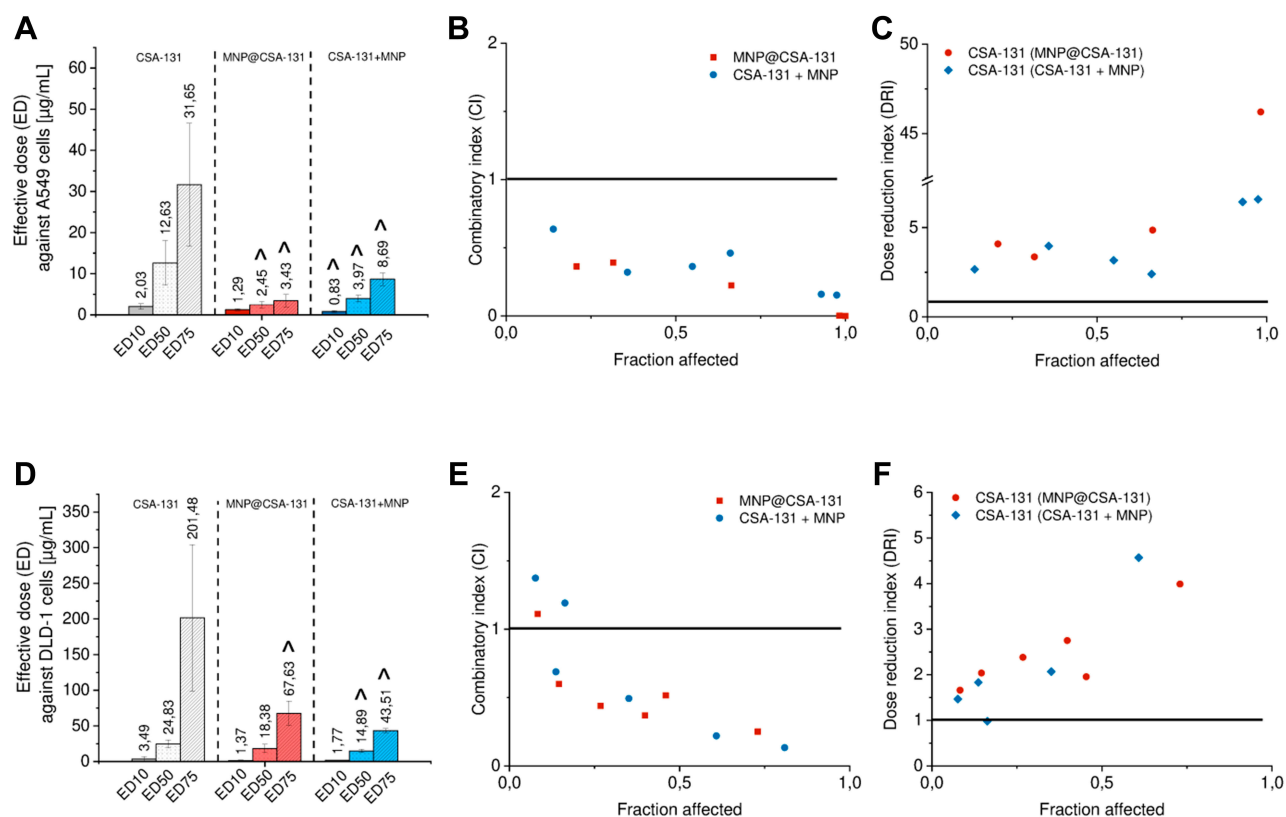 A
Effective dose (ED)
against A549 cells [µg/mL]
60
50
40
30
20
10
0
CSA-131
MNP@CSA-131
CSA-131+MNP
2,03
12,63
31,65
1,29
2,45
^
3,43
^
0,83
^
3,97
^
8,69
^
ED10
ED50
ED75
ED10
ED50
ED75
ED10
ED50
ED75
B
Combinatory index (CI)
2
1
0
MNP@CSA-131
CSA-131 + MNP
0,0
0,5
1,0
Fraction affected
C
Dose reduction index (DRI)
50
45
5
0
CSA-131 (MNP@CSA-131)
CSA-131 (CSA-131 + MNP)
0,0
0,5
1,0
Fraction affected
D
Effective dose (ED)
against DLD-1 cells [µg/mL]
350
300
250
200
150
100
50
0
CSA-131
MNP@CSA-131
CSA-131+MNP
3,49
24,83
201,48
1,37
18,38
67,63
^
1,77
14,89
^
43,51
^
ED10
ED50
ED75
ED10
ED50
ED75
ED10
ED50
ED75
E
Combinatory index (CI)
2
1
0
MNP@CSA-131
CSA-131 + MNP
0,0
0,5
1,0
Fraction affected
F
Dose reduction index (DRI)
6
5
4
3
2
1
0
CSA-131 (MNP@CSA-131)
CSA-131 (CSA-131 + MNP)
0,0
0,5
1,0
Fraction affected